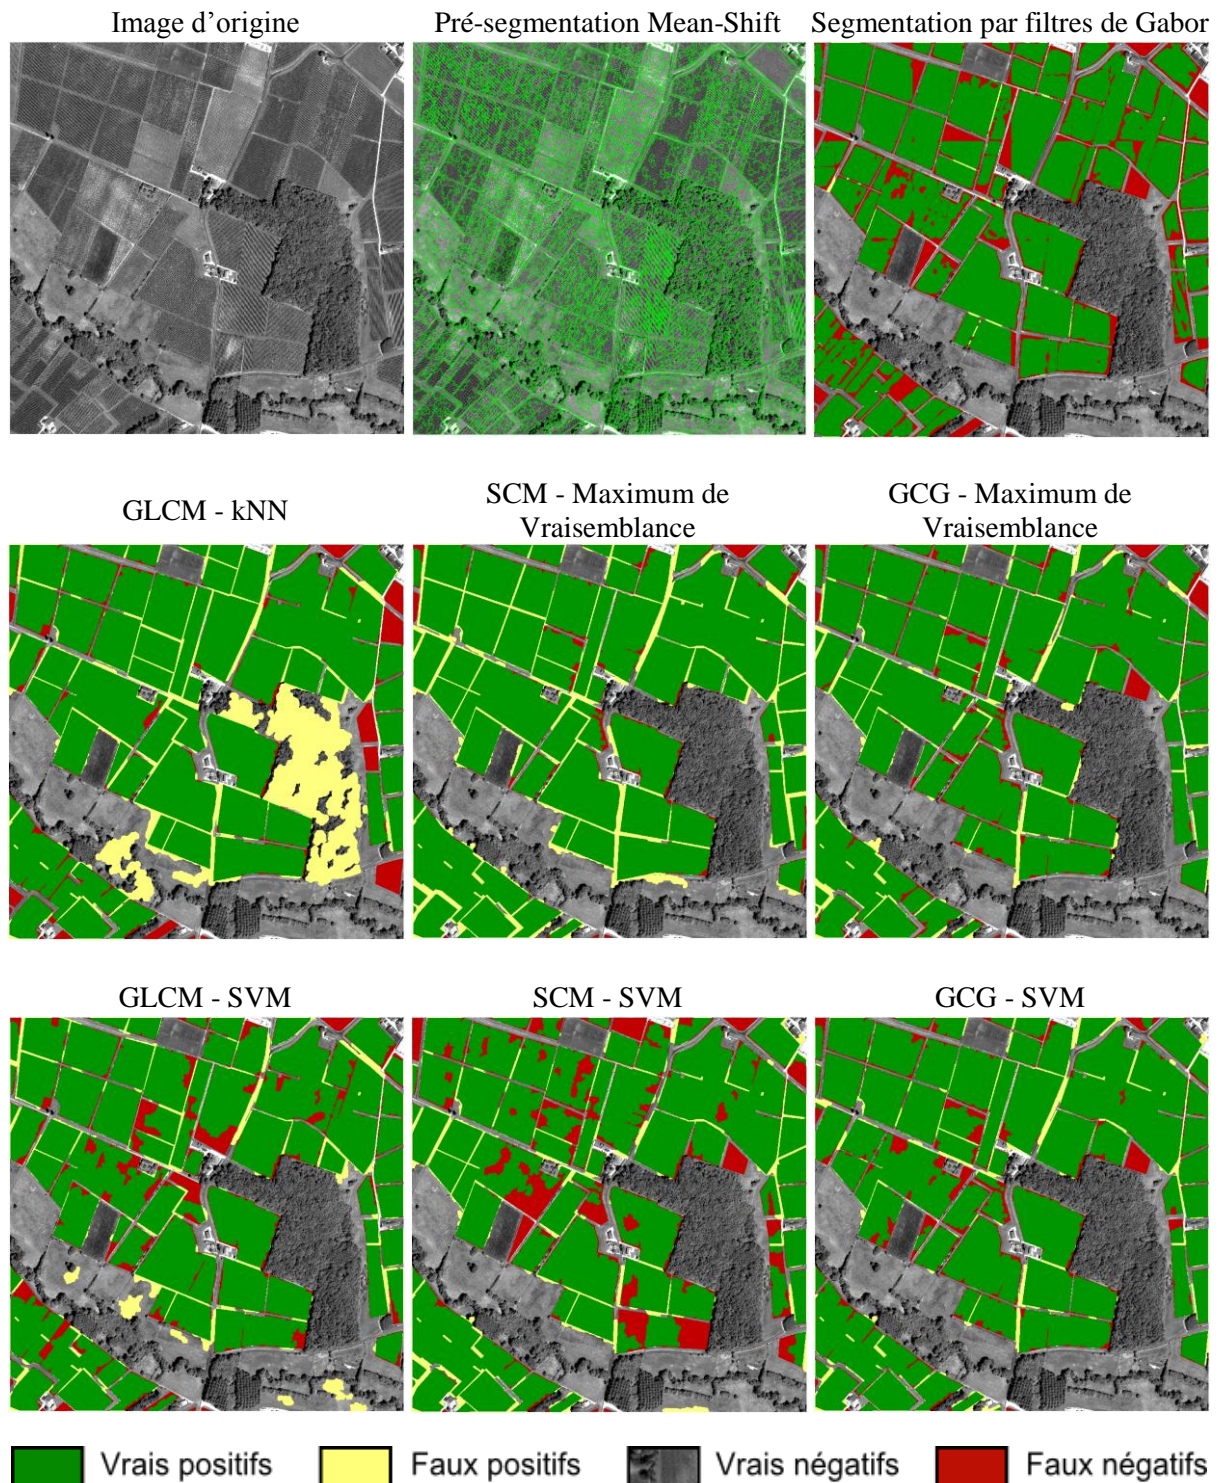 Image d’origine
Pré-segmentation Mean-Shift
Segmentation par filtres de Gabor
GLCM - kNN
SCM - Maximum de
Vraisemblance
GCG - Maximum de
Vraisemblance
GLCM - SVM
SCM - SVM
GCG - SVM
Vrais positifs
Faux positifs
Vrais négatifs
Faux négatifs